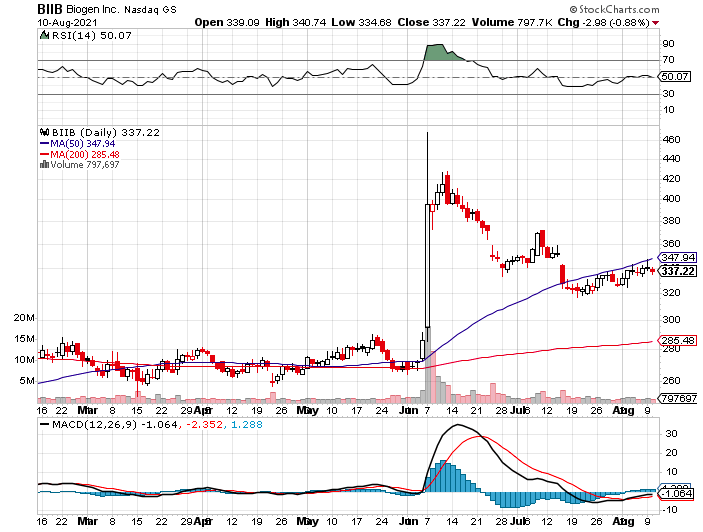 BIIB Biogen Inc. Nasdaq GS © StockCharts.com
10-Aug-2021 Open 339.09 High 340.74 Low 334.68 Close 337.22 Volume 797.7K Chg -2.98 (-0.88%)
RSI(14) 50.07
90
70
50.07
30
10
BIIB (Daily) 337.22
MA(50) 347.94
MA(200) 285.48
Volume 797,697
460
440
420
400
380
360
347.94
337.22
320
300
285.48
280
260
20M
15M
10M
5M
797697
16 22 Mar 8 15 22 29 Apr 12 19 26 May 10 17 24 Jun 7 14 21 28 Jul 6 12 19 26 Aug 9
MACD(12,26,9) -1.064, -2.352, 1.288
30
20
10
-1.064
-10
16 22 Mar 8 15 22 29 Apr 12 19 26 May 10 17 24 Jun 7 14 21 28 Jul 6 12 19 26 Aug 9